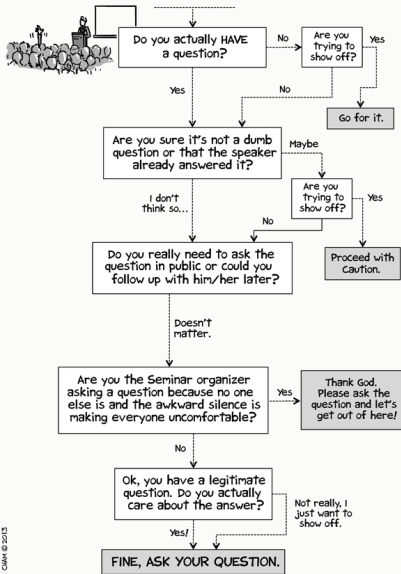 Do you actually HAVE
a question?
No
Are you
trying to
show off?
Yes
Yes
No
Go for it.
Are you sure it's not a dumb
question or that the speaker
already answered it?
Maybe
I don't
think so...
Are you
trying to
show off?
Yes
No
Proceed with
Caution.
Do you really need to ask the
question in public or could you
follow up with him/her later?
Doesn't
matter.
Are you the Seminar organizer
asking a question because no one
else is and the awkward silence is
making everyone uncomfortable?
Yes
Thank God.
Please ask the
question and let's
get out of here!
No
Ok, you have a legitimate
question. Do you actually
care about the answer?
Not really, I
just want to
show off.
Yes!
FINE, ASK YOUR QUESTION.
CHAM © 2013